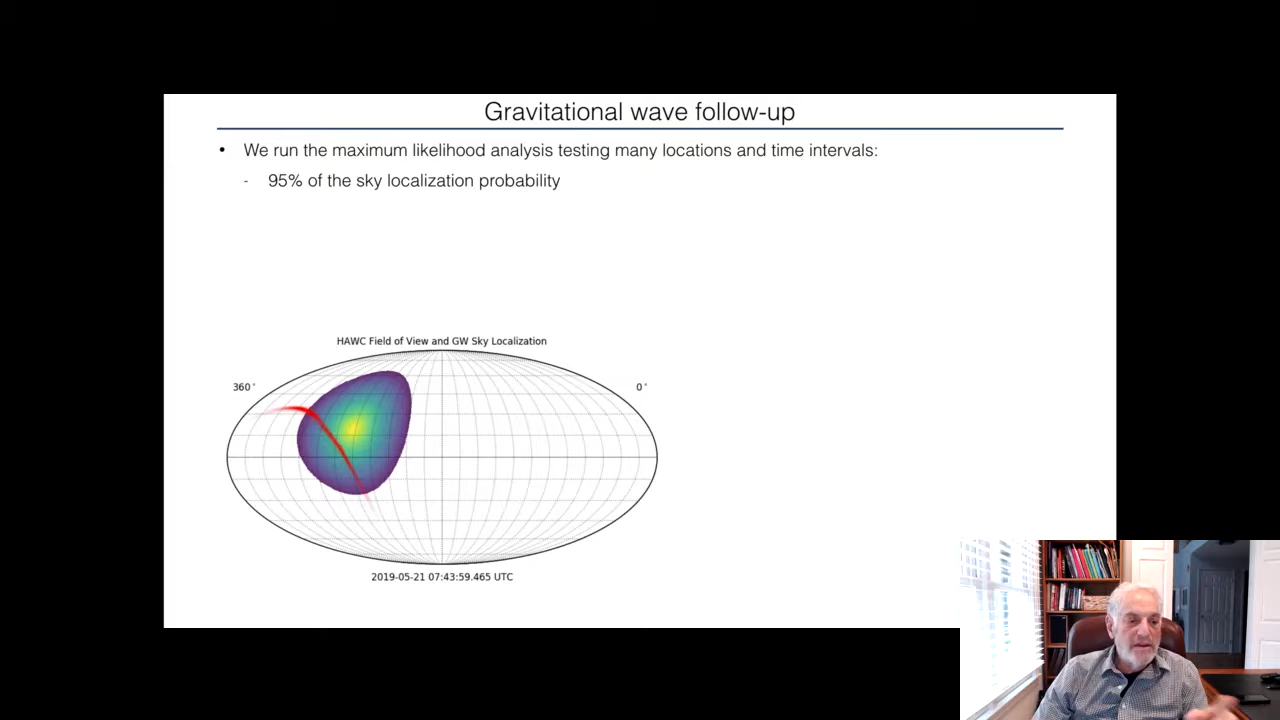 Gravitational wave follow-up
• We run the maximum likelihood analysis testing many locations and time intervals:
- 95% of the sky localization probability
HAWC Field of View and GW Sky Localization
360°
0°
2019-05-21 07:43:59.465 UTC